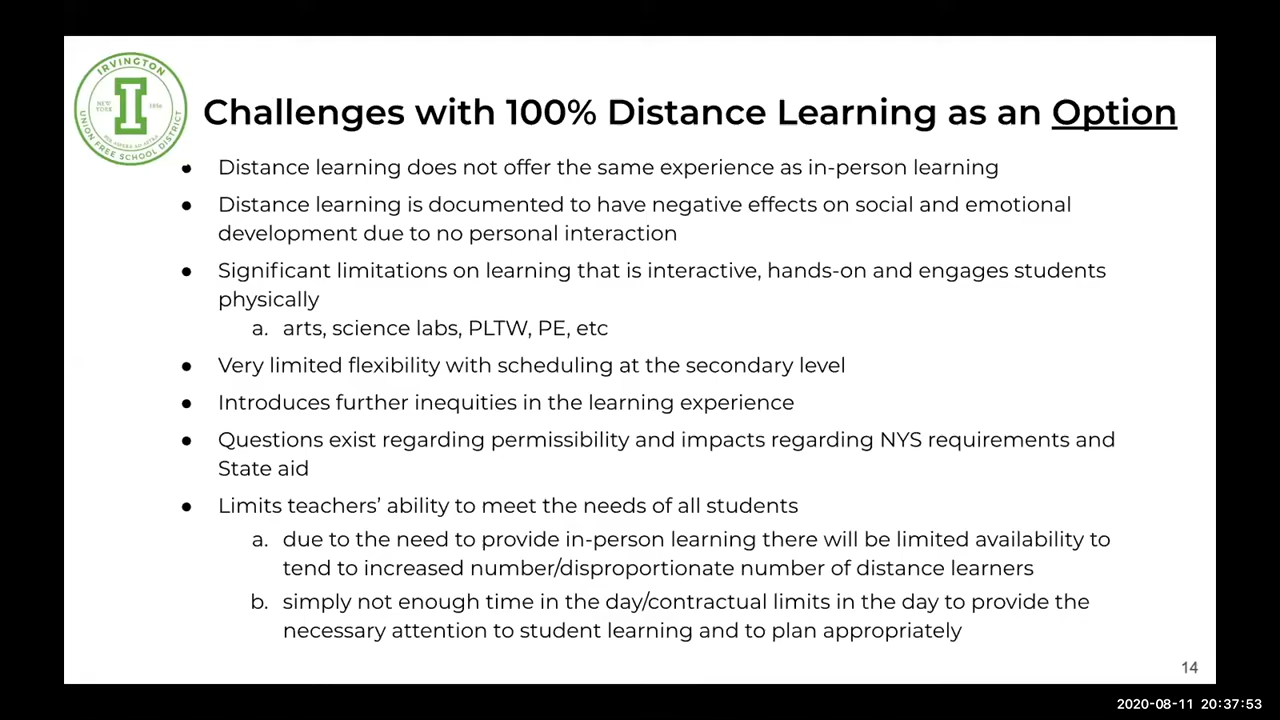 IRVINGTON
NEW YORK
1956
UNION FREE SCHOOL DISTRICT
Challenges with 100% Distance Learning as an Option
● Distance learning does not offer the same experience as in-person learning
● Distance learning is documented to have negative effects on social and emotional
development due to no personal interaction
● Significant limitations on learning that is interactive, hands-on and engages students
physically
a. arts, science labs, PLTW, PE, etc
● Very limited flexibility with scheduling at the secondary level
● Introduces further inequities in the learning experience
● Questions exist regarding permissibility and impacts regarding NYS requirements and
State aid
● Limits teachers’ ability to meet the needs of all students
a. due to the need to provide in-person learning there will be limited availability to
tend to increased number/disproportionate number of distance learners
b. simply not enough time in the day/contractual limits in the day to provide the
necessary attention to student learning and to plan appropriately
14
2020-08-11 20:37:53